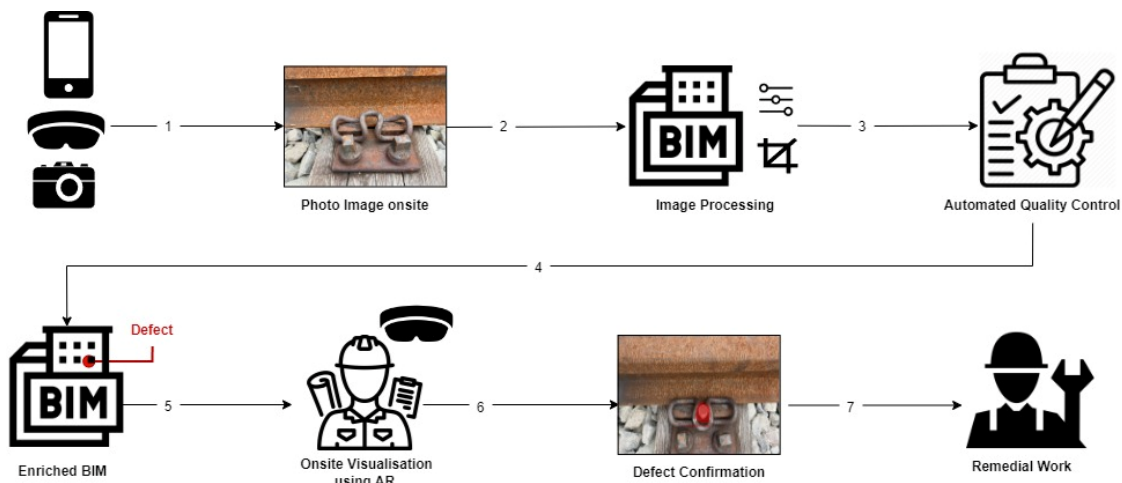 1
2
3
BIM
Photo Image onsite
Image Processing
Automated Quality Control
4
Defect
BIM
5
6
7
Enriched BIM
Onsite Visualisation
using AR
Defect Confirmation
Remedial Work